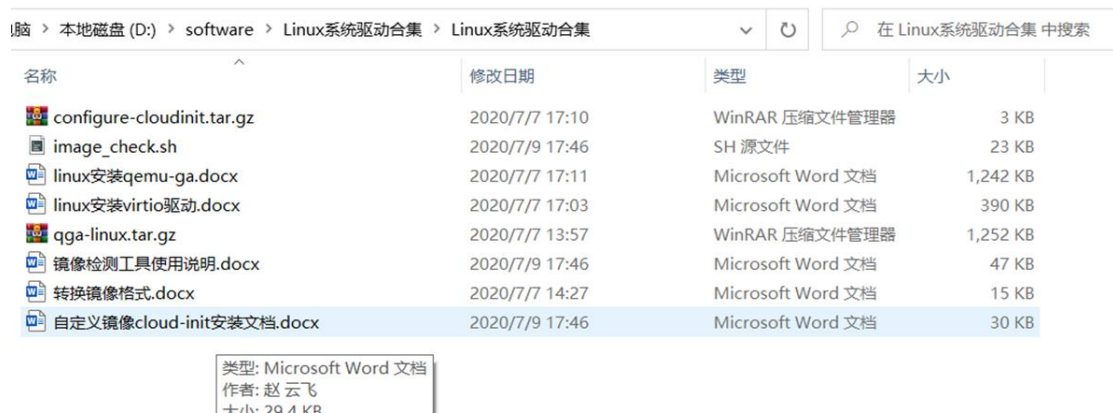 脑 > 本地磁盘 (D:) > software > Linux系统驱动合集 > Linux系统驱动合集 在 Linux系统驱动合集 中搜索
名称 修改日期 类型 大小
configure-cloudinit.tar.gz 2020/7/7 17:10 WinRAR 压缩文件管理器 3 KB
image_check.sh 2020/7/9 17:46 SH 源文件 23 KB
linux安装qemu-ga.docx 2020/7/7 17:11 Microsoft Word 文档 1,242 KB
linux安装virtio驱动.docx 2020/7/7 17:03 Microsoft Word 文档 390 KB
qga-linux.tar.gz 2020/7/7 13:57 WinRAR 压缩文件管理器 1,252 KB
镜像检测工具使用说明.docx 2020/7/9 17:46 Microsoft Word 文档 47 KB
转换镜像格式.docx 2020/7/7 14:27 Microsoft Word 文档 15 KB
自定义镜像cloud-init安装文档.docx 2020/7/9 17:46 Microsoft Word 文档 30 KB
类型: Microsoft Word 文档
作者: 赵 云飞
大小: 29.4 KB